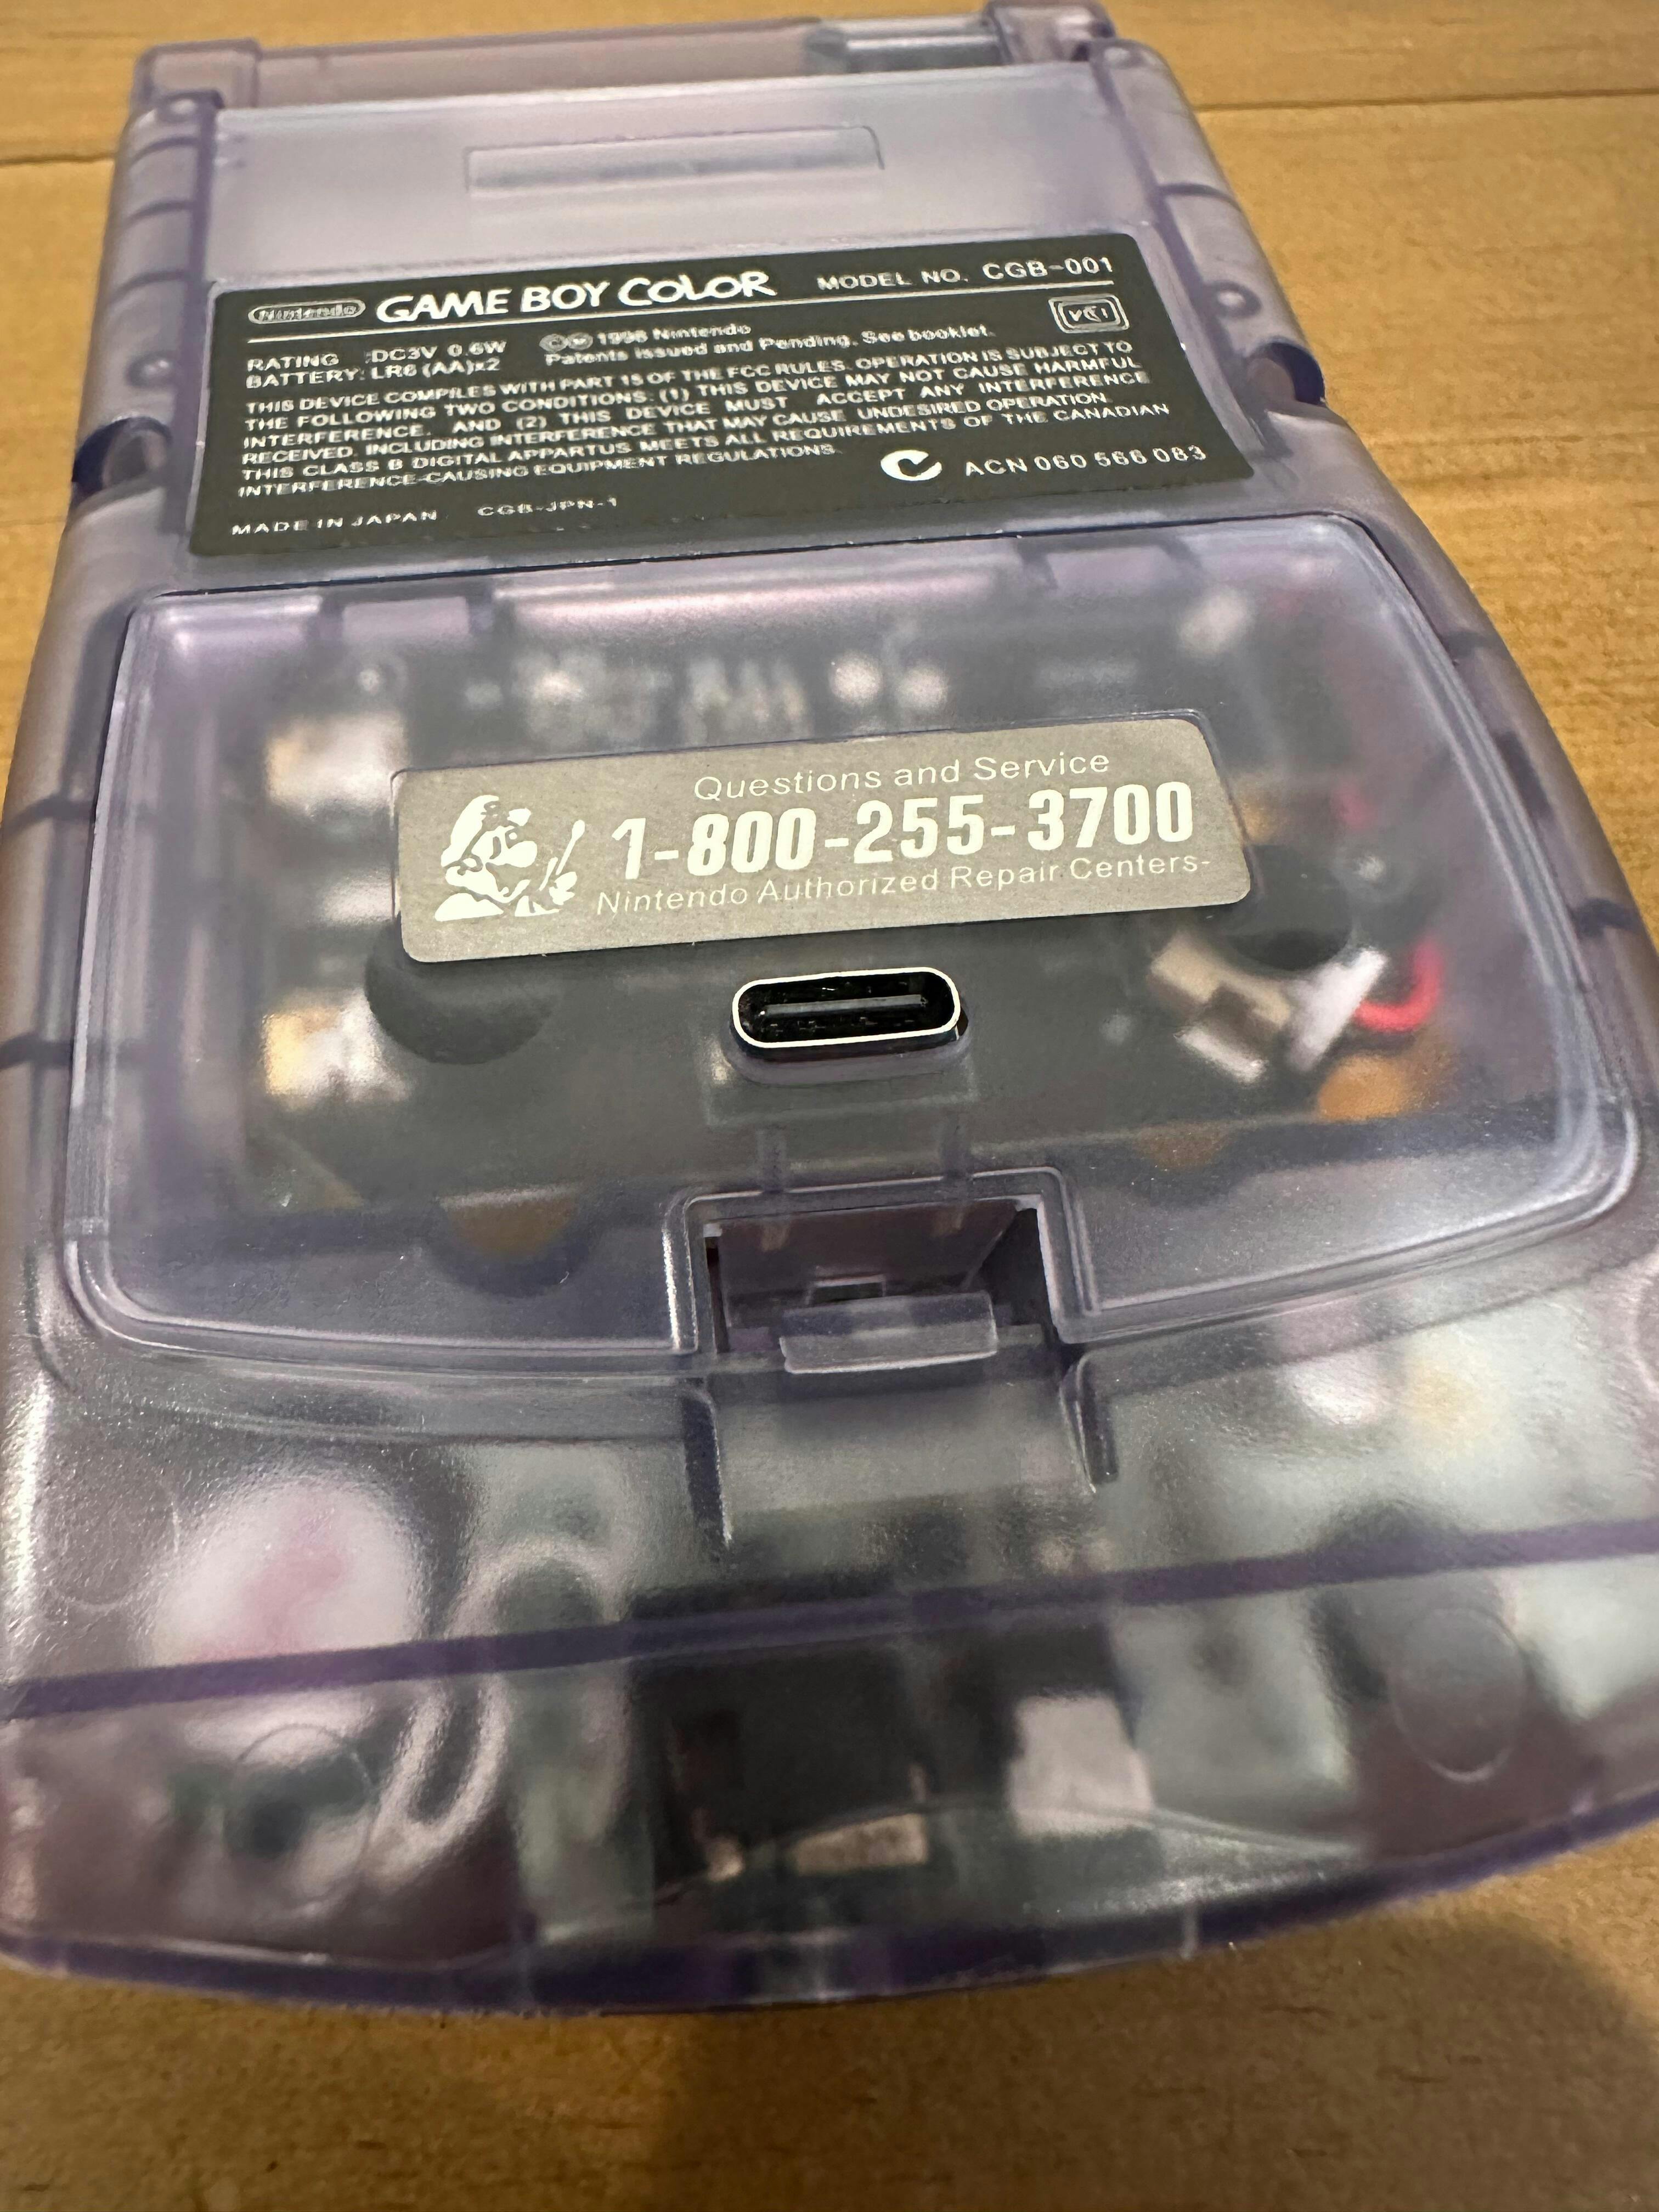 Nintendo GAME BOY COLOR MODEL NO. CGB-001
RATING :DC3V 0.6W
BATTERY: LR6 (AA)x2
©Ⓜ 1998 Nintendo
Patents issued and Pending. See booklet.
THIS DEVICE COMPLIES WITH PART 15 OF THE FCC RULES. OPERATION IS SUBJECT TO
THE FOLLOWING TWO CONDITIONS: (1) THIS DEVICE MAY NOT CAUSE HARMFUL
INTERFERENCE, AND (2) THIS DEVICE MUST ACCEPT ANY INTERFERENCE
RECEIVED, INCLUDING INTERFERENCE THAT MAY CAUSE UNDESIRED OPERATION.
THIS CLASS B DIGITAL APPARTUS MEETS ALL REQUIREMENTS OF THE CANADIAN
INTERFERENCE-CAUSING EQUIPMENT REGULATIONS.
ACN 060 566 083
MADE IN JAPAN CGB-JPN-1
Questions and Service
1-800-255-3700
Nintendo Authorized Repair Centers-